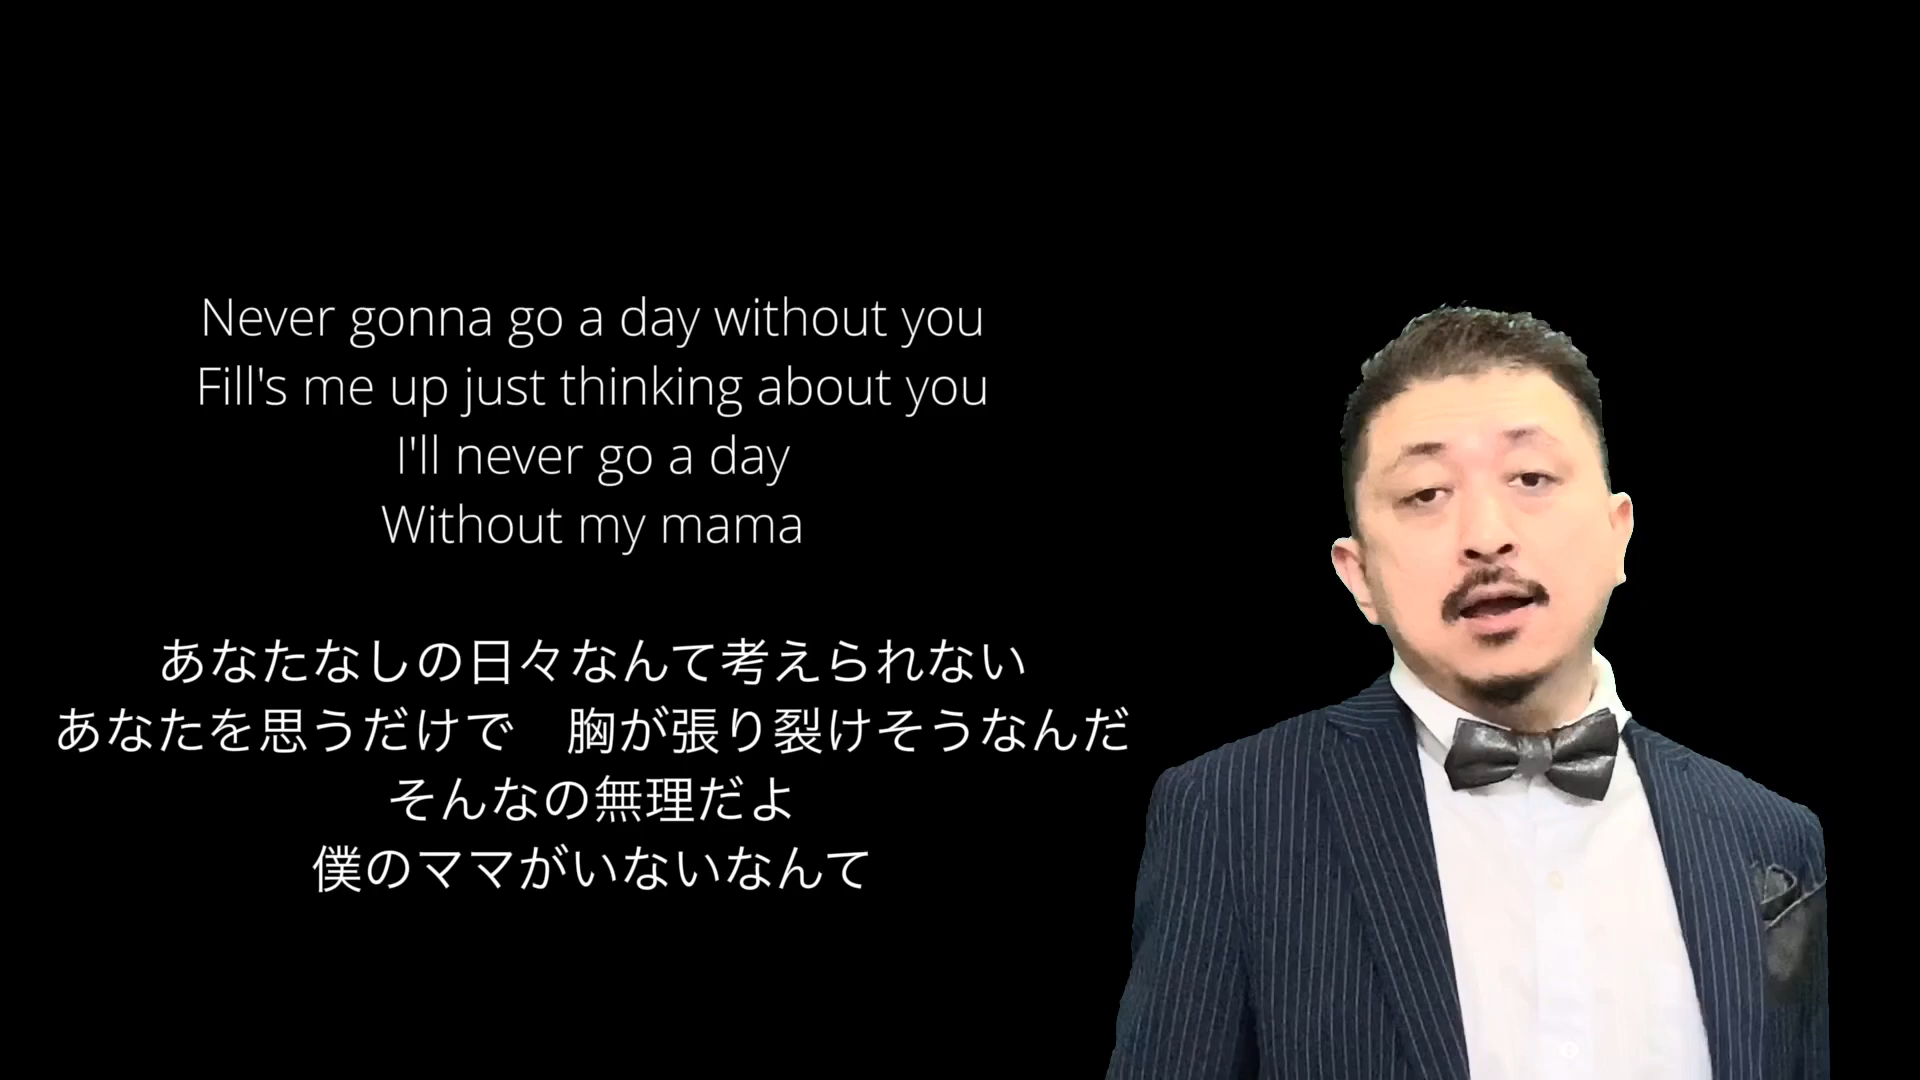 Never gonna go a day without you
Fill's me up just thinking about you
I'll never go a day
Without my mama
あなたなしの日々なんて考えられない
あなたを思うだけで　胸が張り裂けそうなんだ
そんなの無理だよ
僕のママがいないなんて